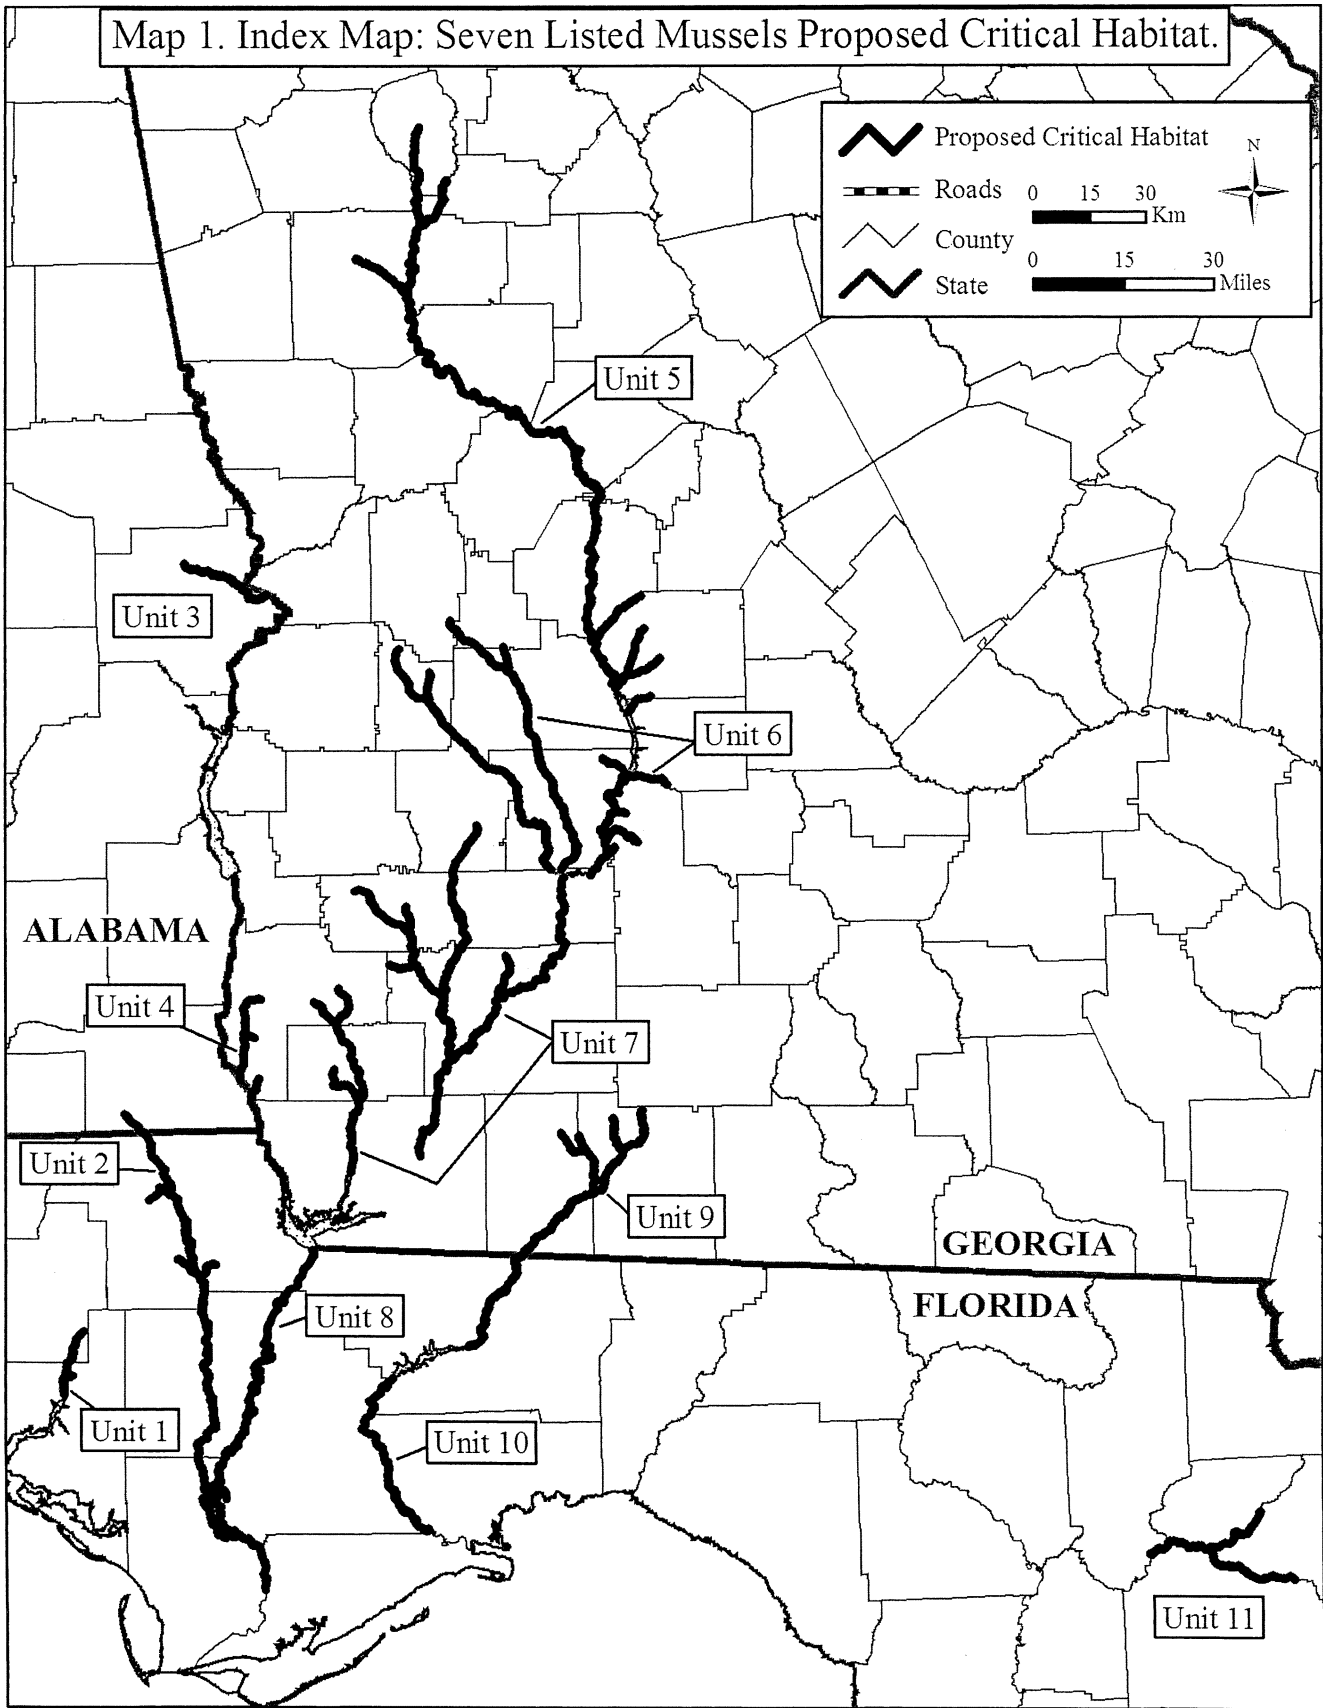 Map 1. Index Map: Seven Listed Mussels Proposed Critical Habitat.
Proposed Critical Habitat
N
Roads
0 15 30
Km
County
0 15 30
Miles
State
Unit 5
Unit 3
Unit 6
ALABAMA
Unit 4
Unit 7
Unit 2
Unit 9
GEORGIA
FLORIDA
Unit 8
Unit 1
Unit 10
Unit 11